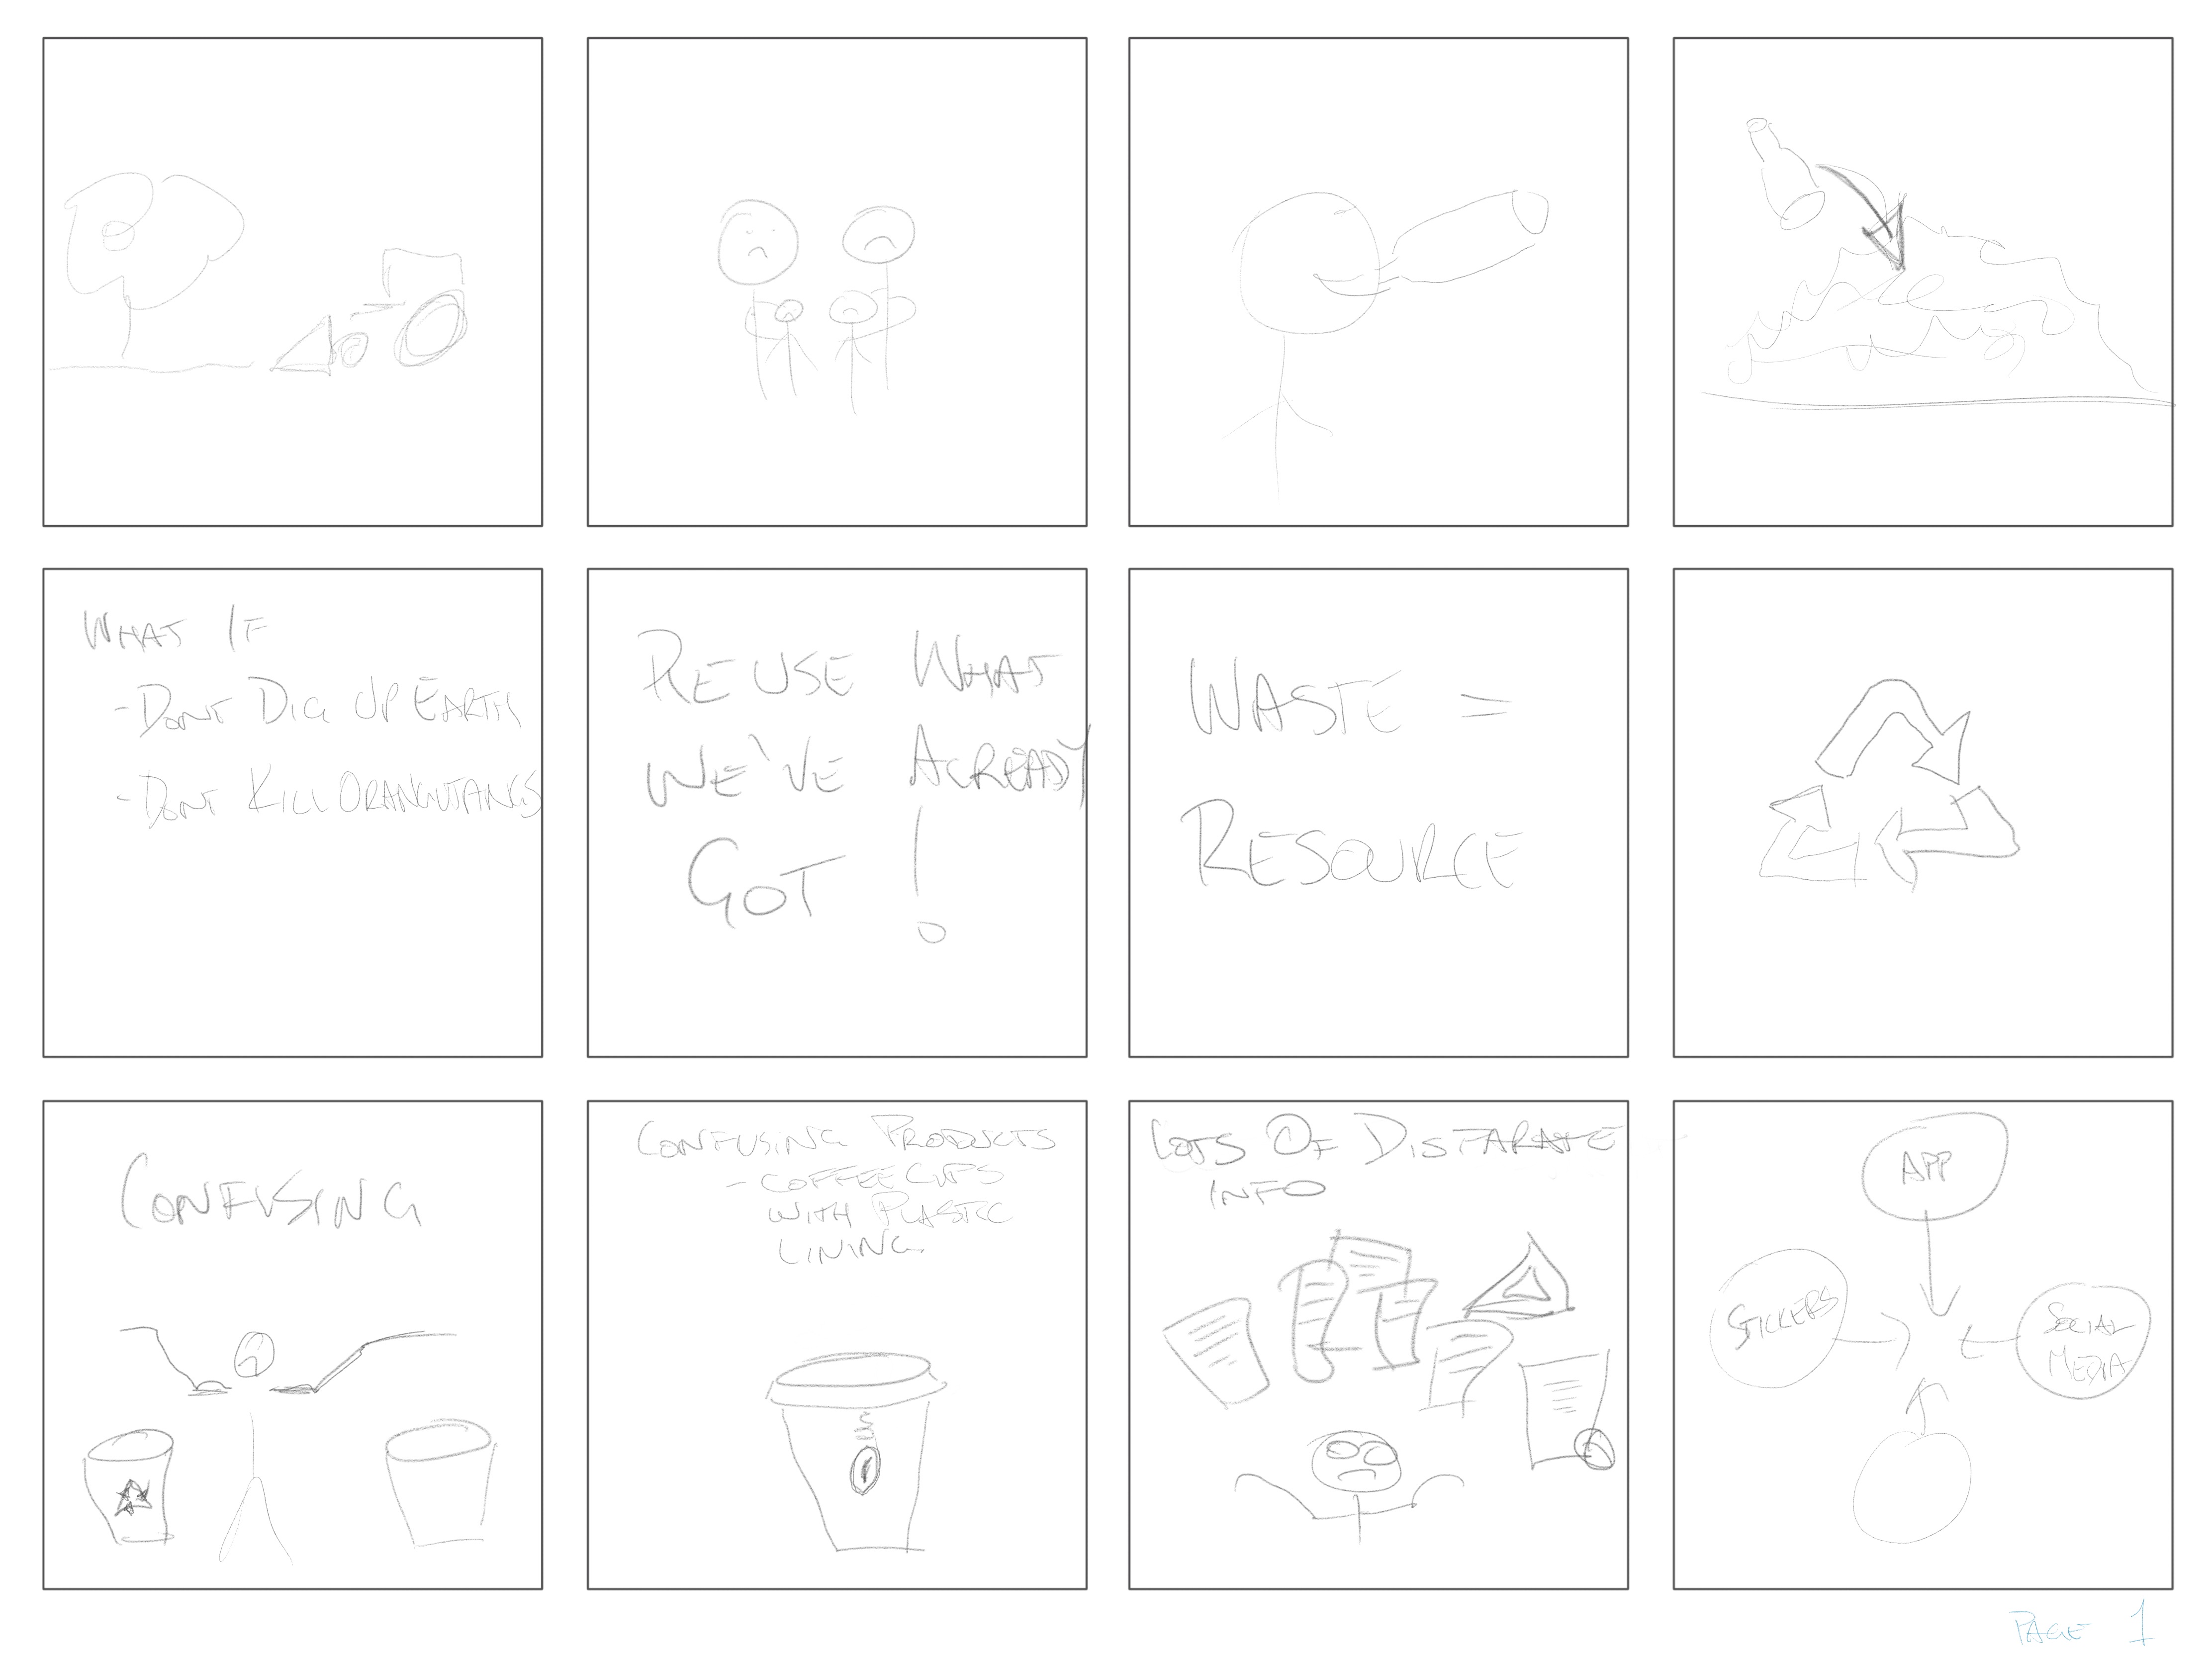 WHAT IF
- DONT DIG UP EARTH
- DONT KILL ORANGUTANGS
REUSE WHAT
WE'VE ALREADY
GOT !
WASTE =
RESOURCE
CONFUSING
CONFUSING PRODUCTS
- COFFEE CUPS
WITH PLASTIC
LINING
LOTS OF DISPARATE
INFO
APP
STICKERS
SOCIAL
MEDIA
PAGE 1